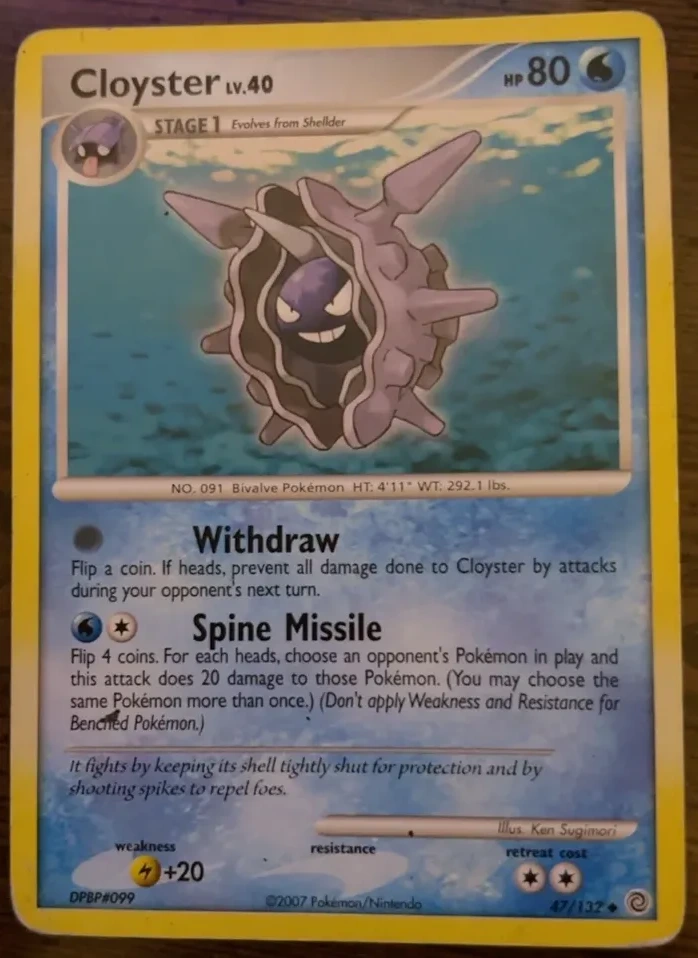 Cloyster LV.40
HP 80
STAGE 1 Evolves from Shellder
NO. 091 Bivalve Pokémon HT: 4'11" WT: 292.1 lbs.
Withdraw
Flip a coin. If heads, prevent all damage done to Cloyster by attacks
during your opponent's next turn.
Spine Missile
Flip 4 coins. For each heads, choose an opponent's Pokémon in play and
this attack does 20 damage to those Pokémon. (You may choose the
same Pokémon more than once.) (Don't apply Weakness and Resistance for
Benched Pokémon.)
It fights by keeping its shell tightly shut for protection and by
shooting spikes to repel foes.
Illus. Ken Sugimori
weakness resistance retreat cost
+20
DPBP#099 ©2007 Pokémon/Nintendo 47/132